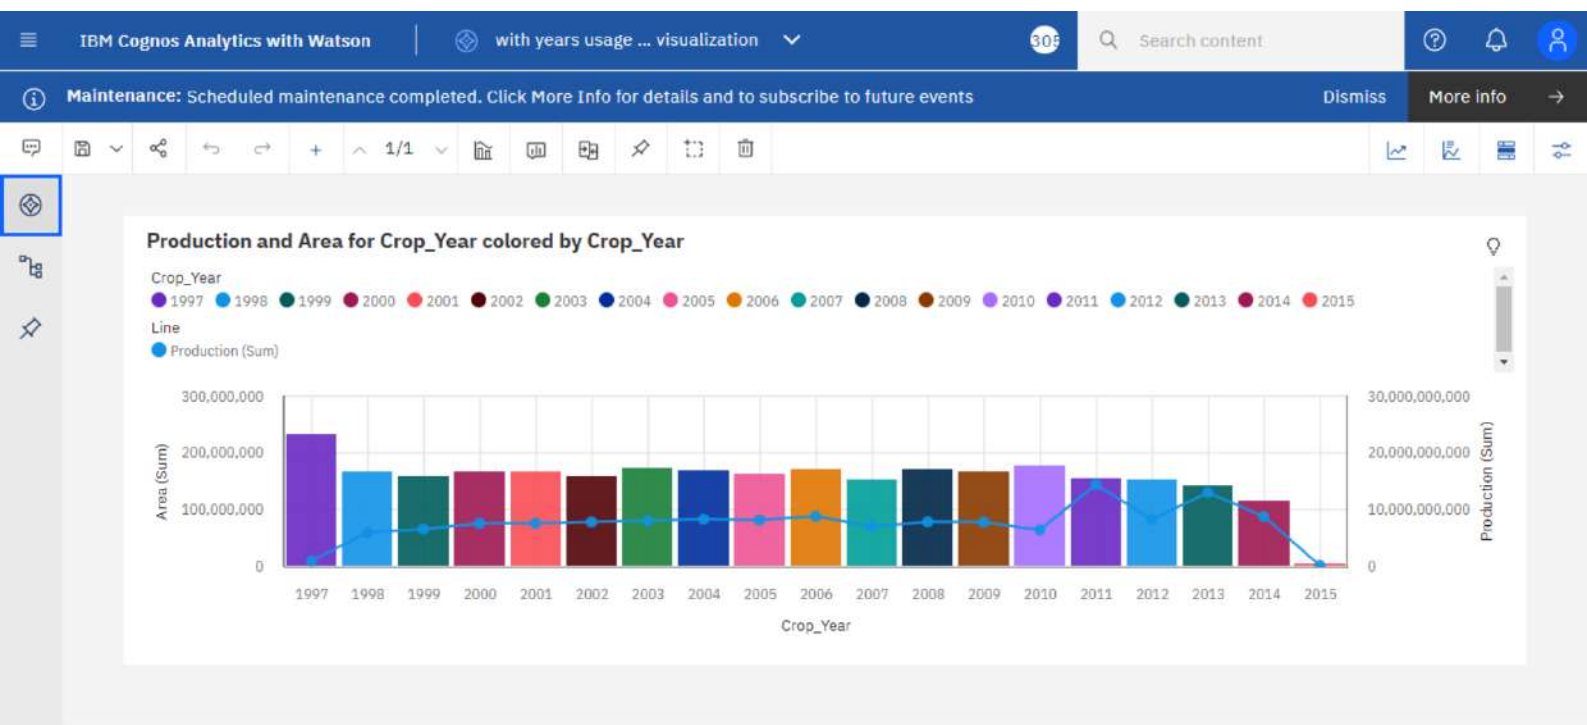 IBM Cognos Analytics with Watson with years usage ... visualization 305 Search content
Maintenance: Scheduled maintenance completed. Click More Info for details and to subscribe to future events Dismiss More info
1/1
Production and Area for Crop_Year colored by Crop_Year
Crop_Year
1997 1998 1999 2000 2001 2002 2003 2004 2005 2006 2007 2008 2009 2010 2011 2012 2013 2014 2015
Line
Production (Sum)
300,000,000 30,000,000,000
200,000,000 20,000,000,000
100,000,000 10,000,000,000
0 0
Area (Sum)
Production (Sum)
1997 1998 1999 2000 2001 2002 2003 2004 2005 2006 2007 2008 2009 2010 2011 2012 2013 2014 2015
Crop_Year